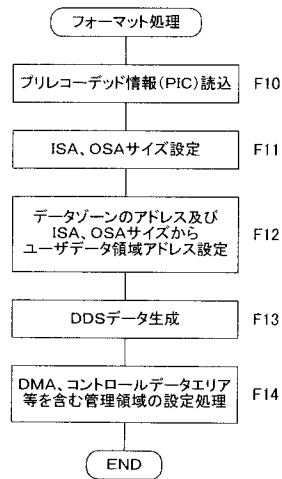 フォーマット処理
プリレコーデッド情報(PIC)読込
F10
ISA、OSAサイズ設定
F11
データゾーンのアドレス及び
ISA、OSAサイズから
ユーザデータ領域アドレス設定
F12
DDSデータ生成
F13
DMA、コントロールデータエリア
等を含む管理領域の設定処理
F14
END